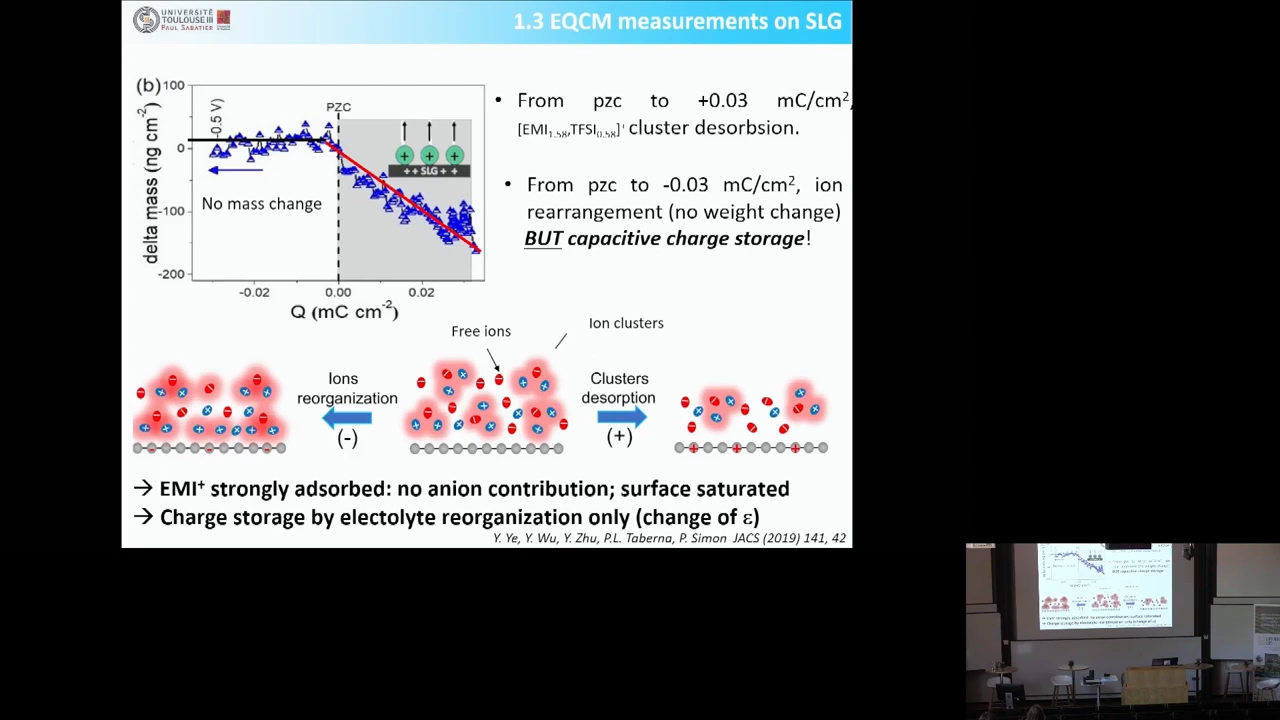 UNIVERSITÉ
TOULOUSE III
PAUL SABATIER
1.3 EQCM measurements on SLG
(b)
100
0
-100
-200
delta mass (ng cm-2)
-0.5 V)
PZC
No mass change
+ + +
+ + SLG + +
-0.02
0.00
0.02
Q (mC cm-2)
• From pzc to +0.03 mC/cm2,
[EMI1.58,TFSI0.58]+ cluster desorbsion.
• From pzc to -0.03 mC/cm2, ion
rearrangement (no weight change)
BUT capacitive charge storage!
Free ions
Ion clusters
Ions
reorganization
(-)
Clusters
desorption
(+)
→ EMI+ strongly adsorbed: no anion contribution; surface saturated
→ Charge storage by electolyte reorganization only (change of ε)
Y. Ye, Y. Wu, Y. Zhu, P.L. Taberna, P. Simon JACS (2019) 141, 42